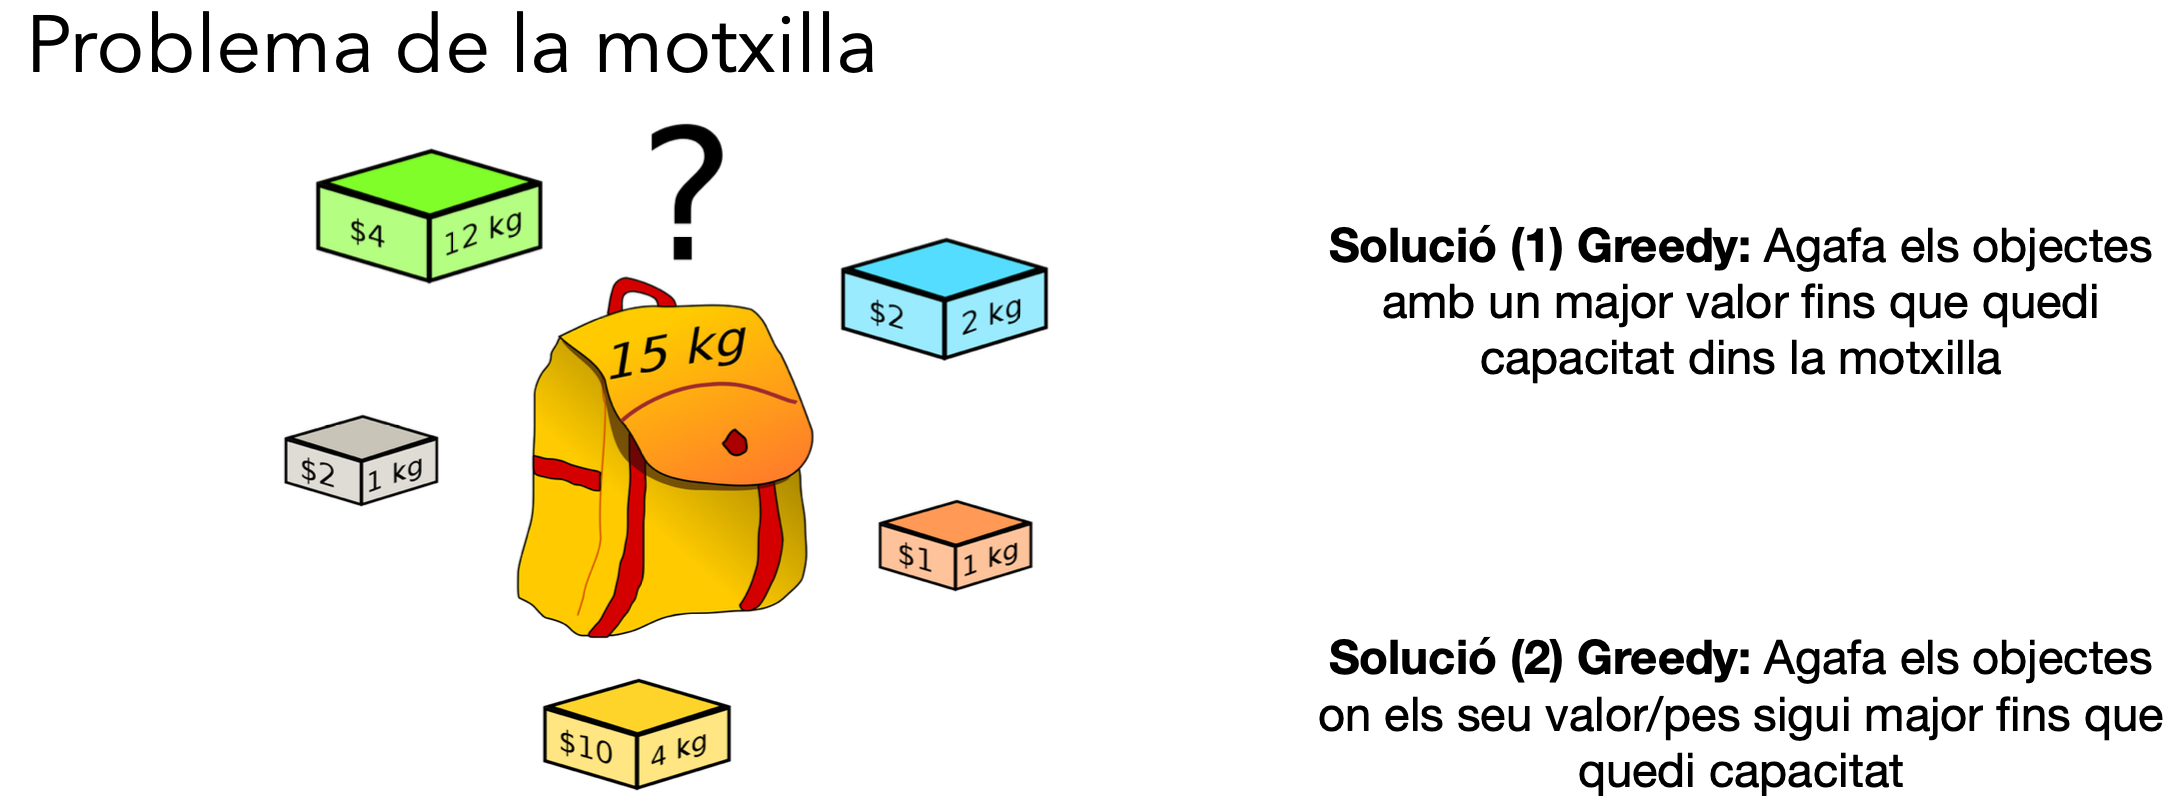 Problema de la motxilla
?
$4 12 kg
$2 2 kg
15 kg
$2 1 kg
$1 1 kg
$10 4 kg
Solució (1) Greedy: Agafa els objectes
amb un major valor fins que quedi
capacitat dins la motxilla
Solució (2) Greedy: Agafa els objectes
on els seu valor/pes sigui major fins que
quedi capacitat